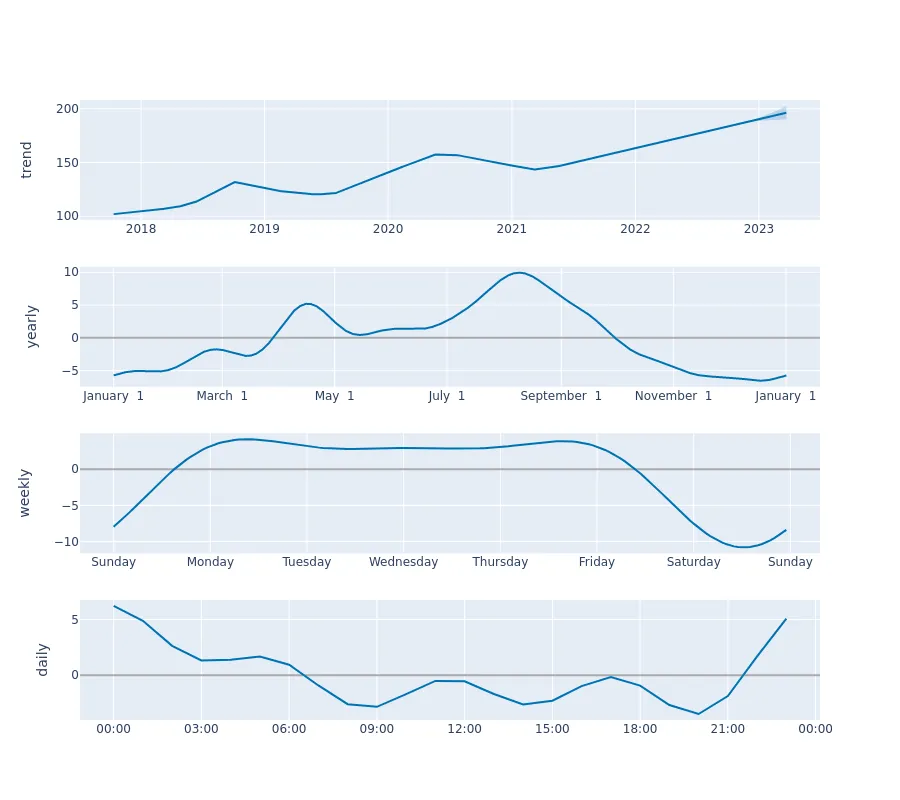 trend
200
150
100
2018 2019 2020 2021 2022 2023
yearly
10
5
0
−5
January 1 March 1 May 1 July 1 September 1 November 1 January 1
weekly
0
−5
−10
Sunday Monday Tuesday Wednesday Thursday Friday Saturday Sunday
daily
5
0
00:00 03:00 06:00 09:00 12:00 15:00 18:00 21:00 00:00